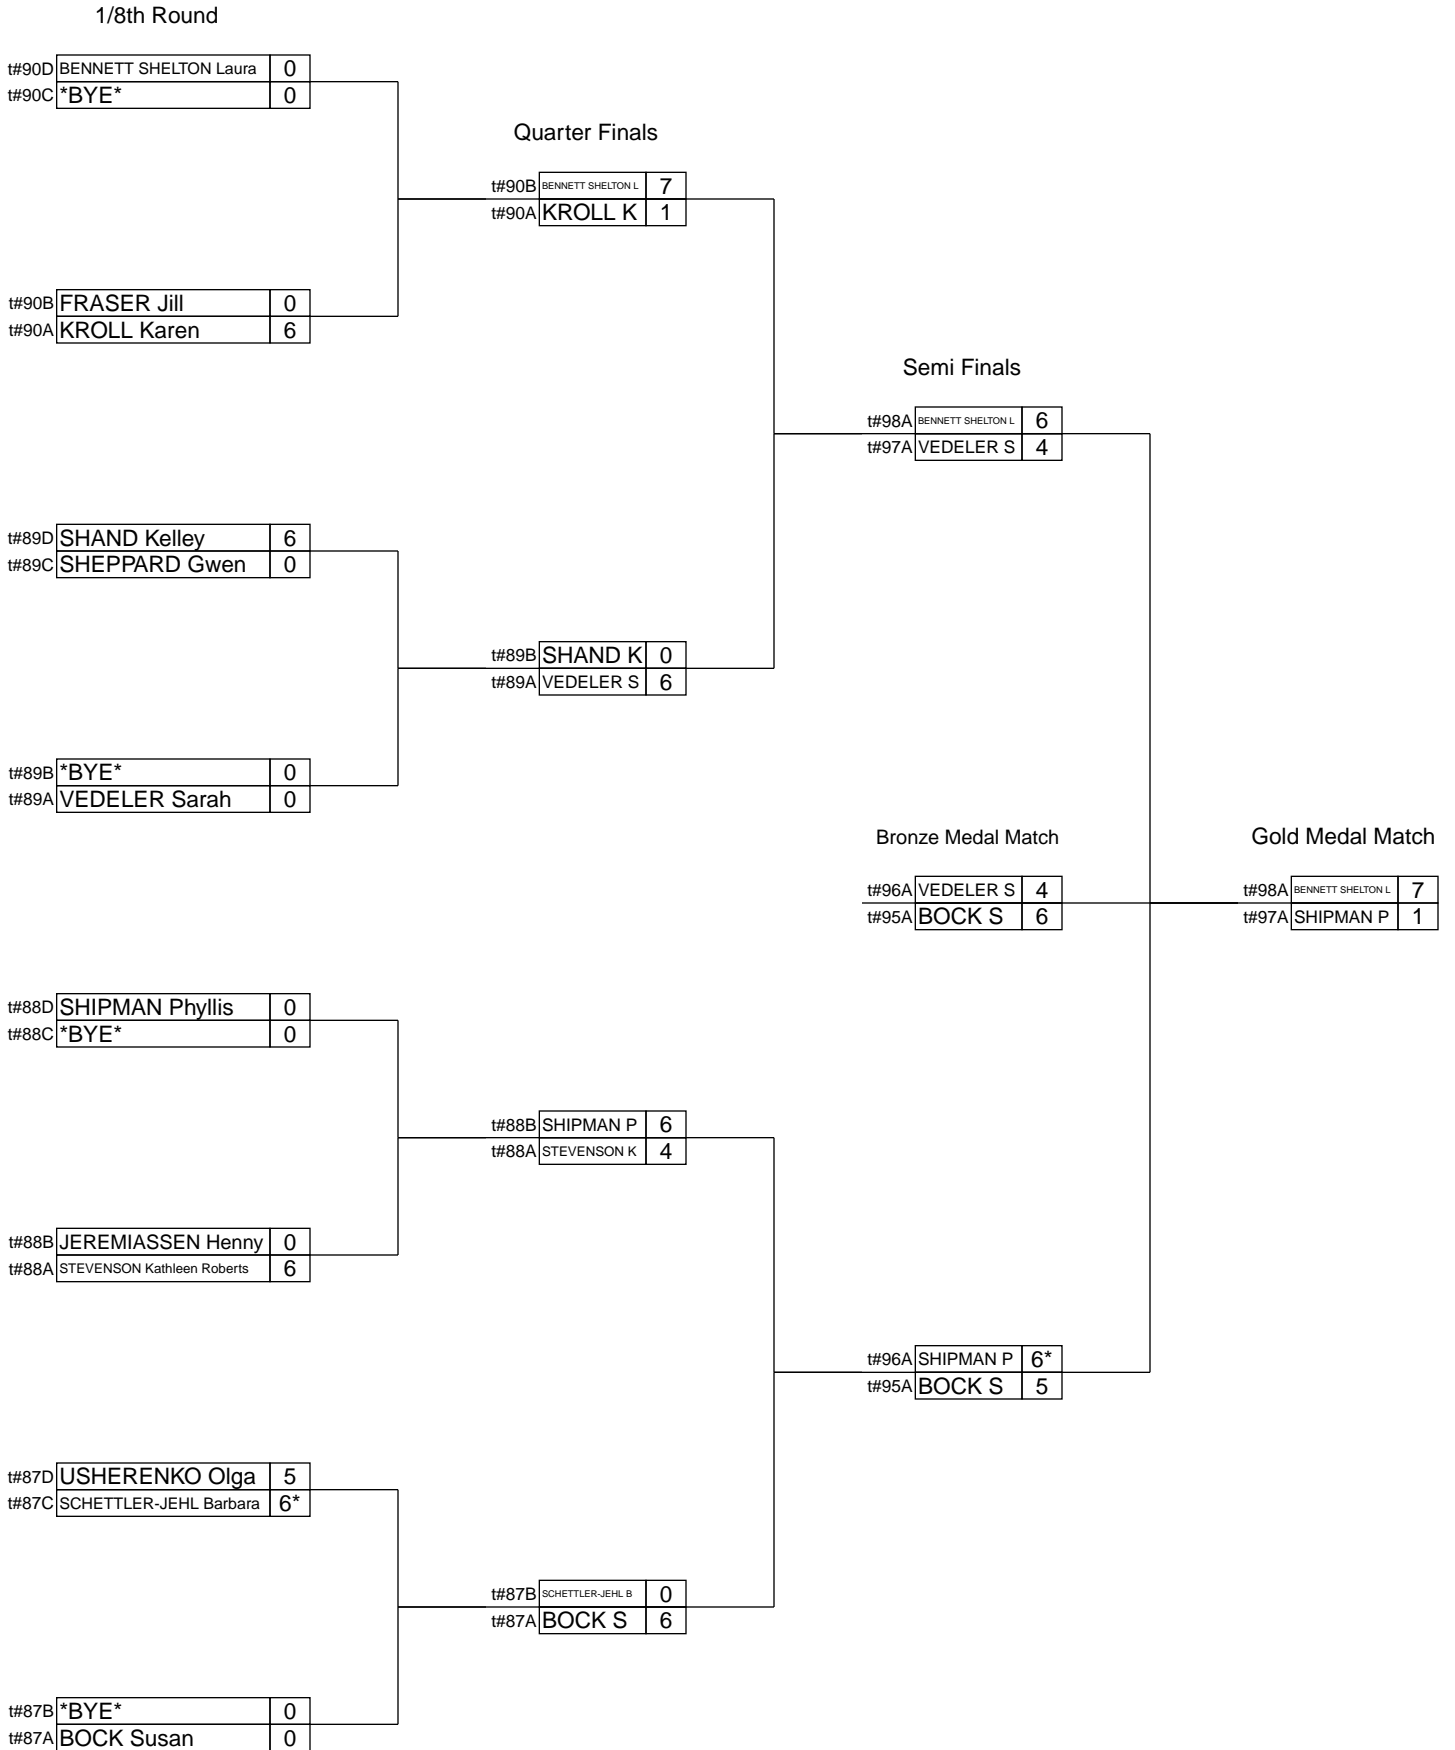 1/8th Round
t#90D BENNETT SHELTON Laura 0
t#90C *BYE* 0
Quarter Finals
t#90B BENNETT SHELTON L 7
t#90A KROLL K 1
t#90B FRASER Jill 0
t#90A KROLL Karen 6
Semi Finals
t#98A BENNETT SHELTON L 6
t#97A VEDELER S 4
t#89D SHAND Kelley 6
t#89C SHEPPARD Gwen 0
t#89B SHAND K 0
t#89A VEDELER S 6
t#89B *BYE* 0
t#89A VEDELER Sarah 0
Bronze Medal Match
Gold Medal Match
t#96A VEDELER S 4
t#95A BOCK S 6
t#98A BENNETT SHELTON L 7
t#97A SHIPMAN P 1
t#88D SHIPMAN Phyllis 0
t#88C *BYE* 0
t#88B SHIPMAN P 6
t#88A STEVENSON K 4
t#88B JEREMIASSEN Henny 0
t#88A STEVENSON Kathleen Roberts 6
t#96A SHIPMAN P 6*
t#95A BOCK S 5
t#87D USHERENKO Olga 5
t#87C SCHETTLER-JEHL Barbara 6*
t#87B SCHETTLER-JEHL B 0
t#87A BOCK S 6
t#87B *BYE* 0
t#87A BOCK Susan 0